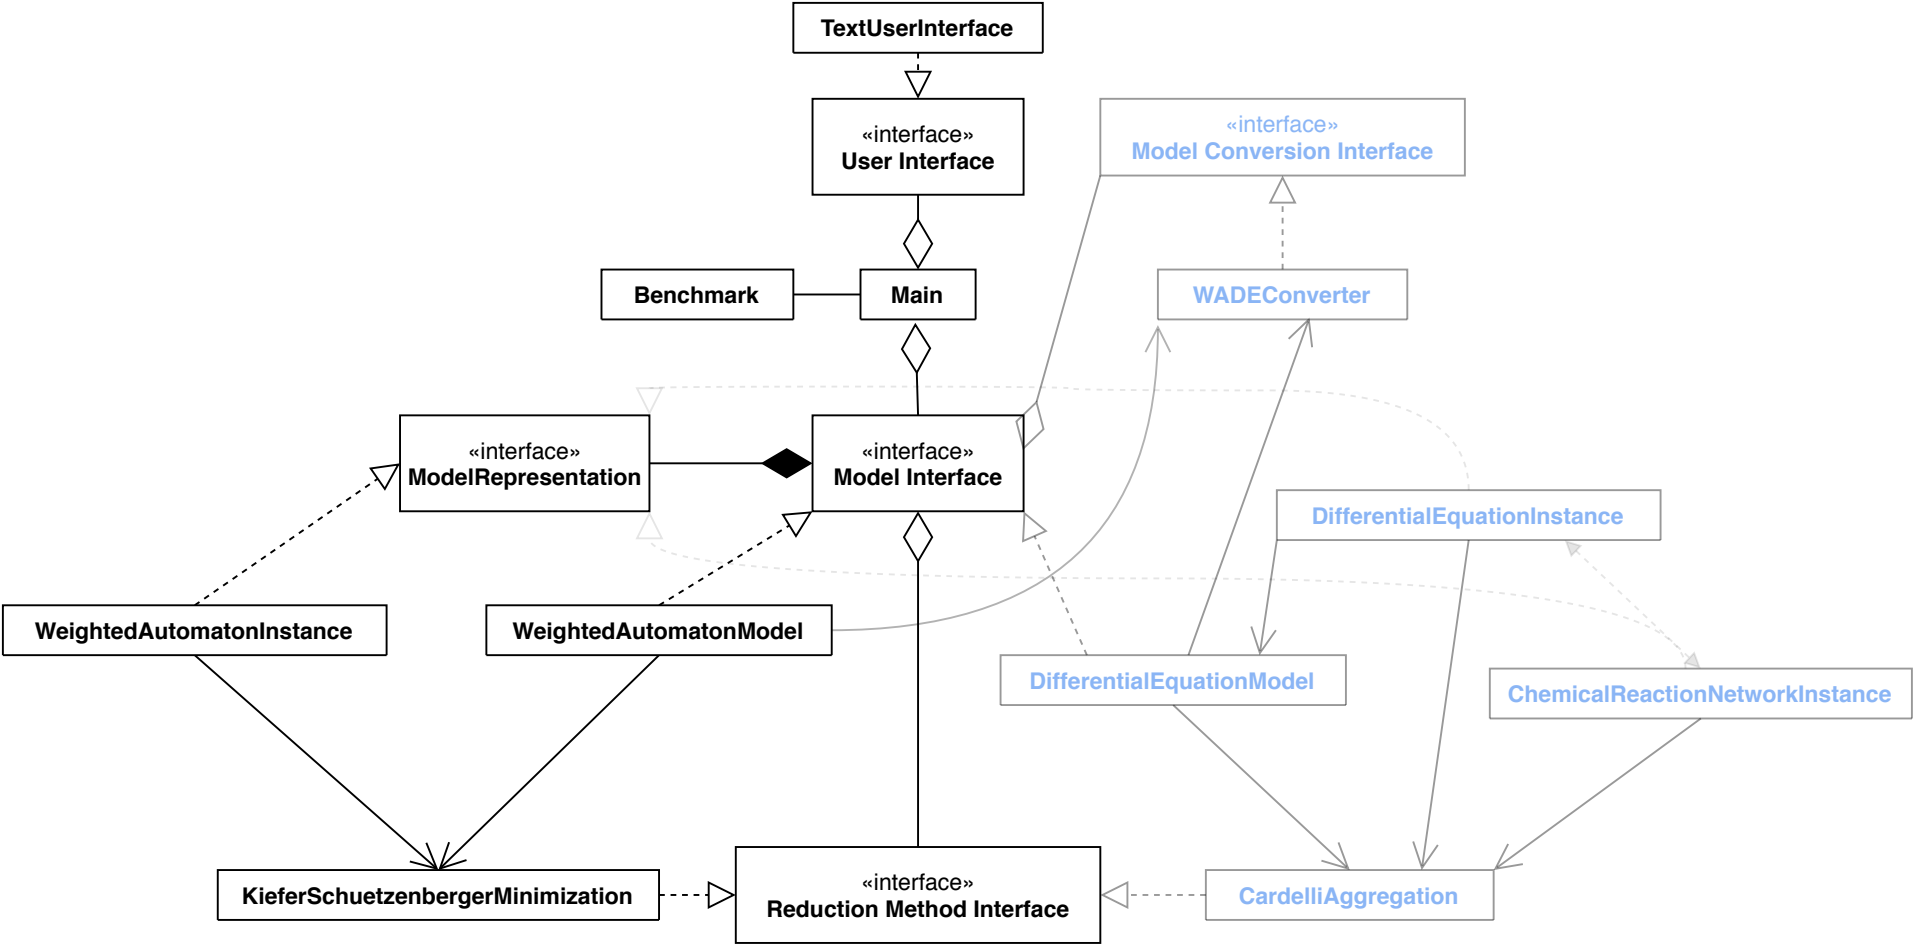 TextUserInterface
«interface»
User Interface
«interface»
Model Conversion Interface
Benchmark
Main
WADEConverter
«interface»
ModelRepresentation
«interface»
Model Interface
DifferentialEquationInstance
WeightedAutomatonInstance
WeightedAutomatonModel
DifferentialEquationModel
ChemicalReactionNetworkInstance
KieferSchuetzenbergerMinimization
«interface»
Reduction Method Interface
CardelliAggregation